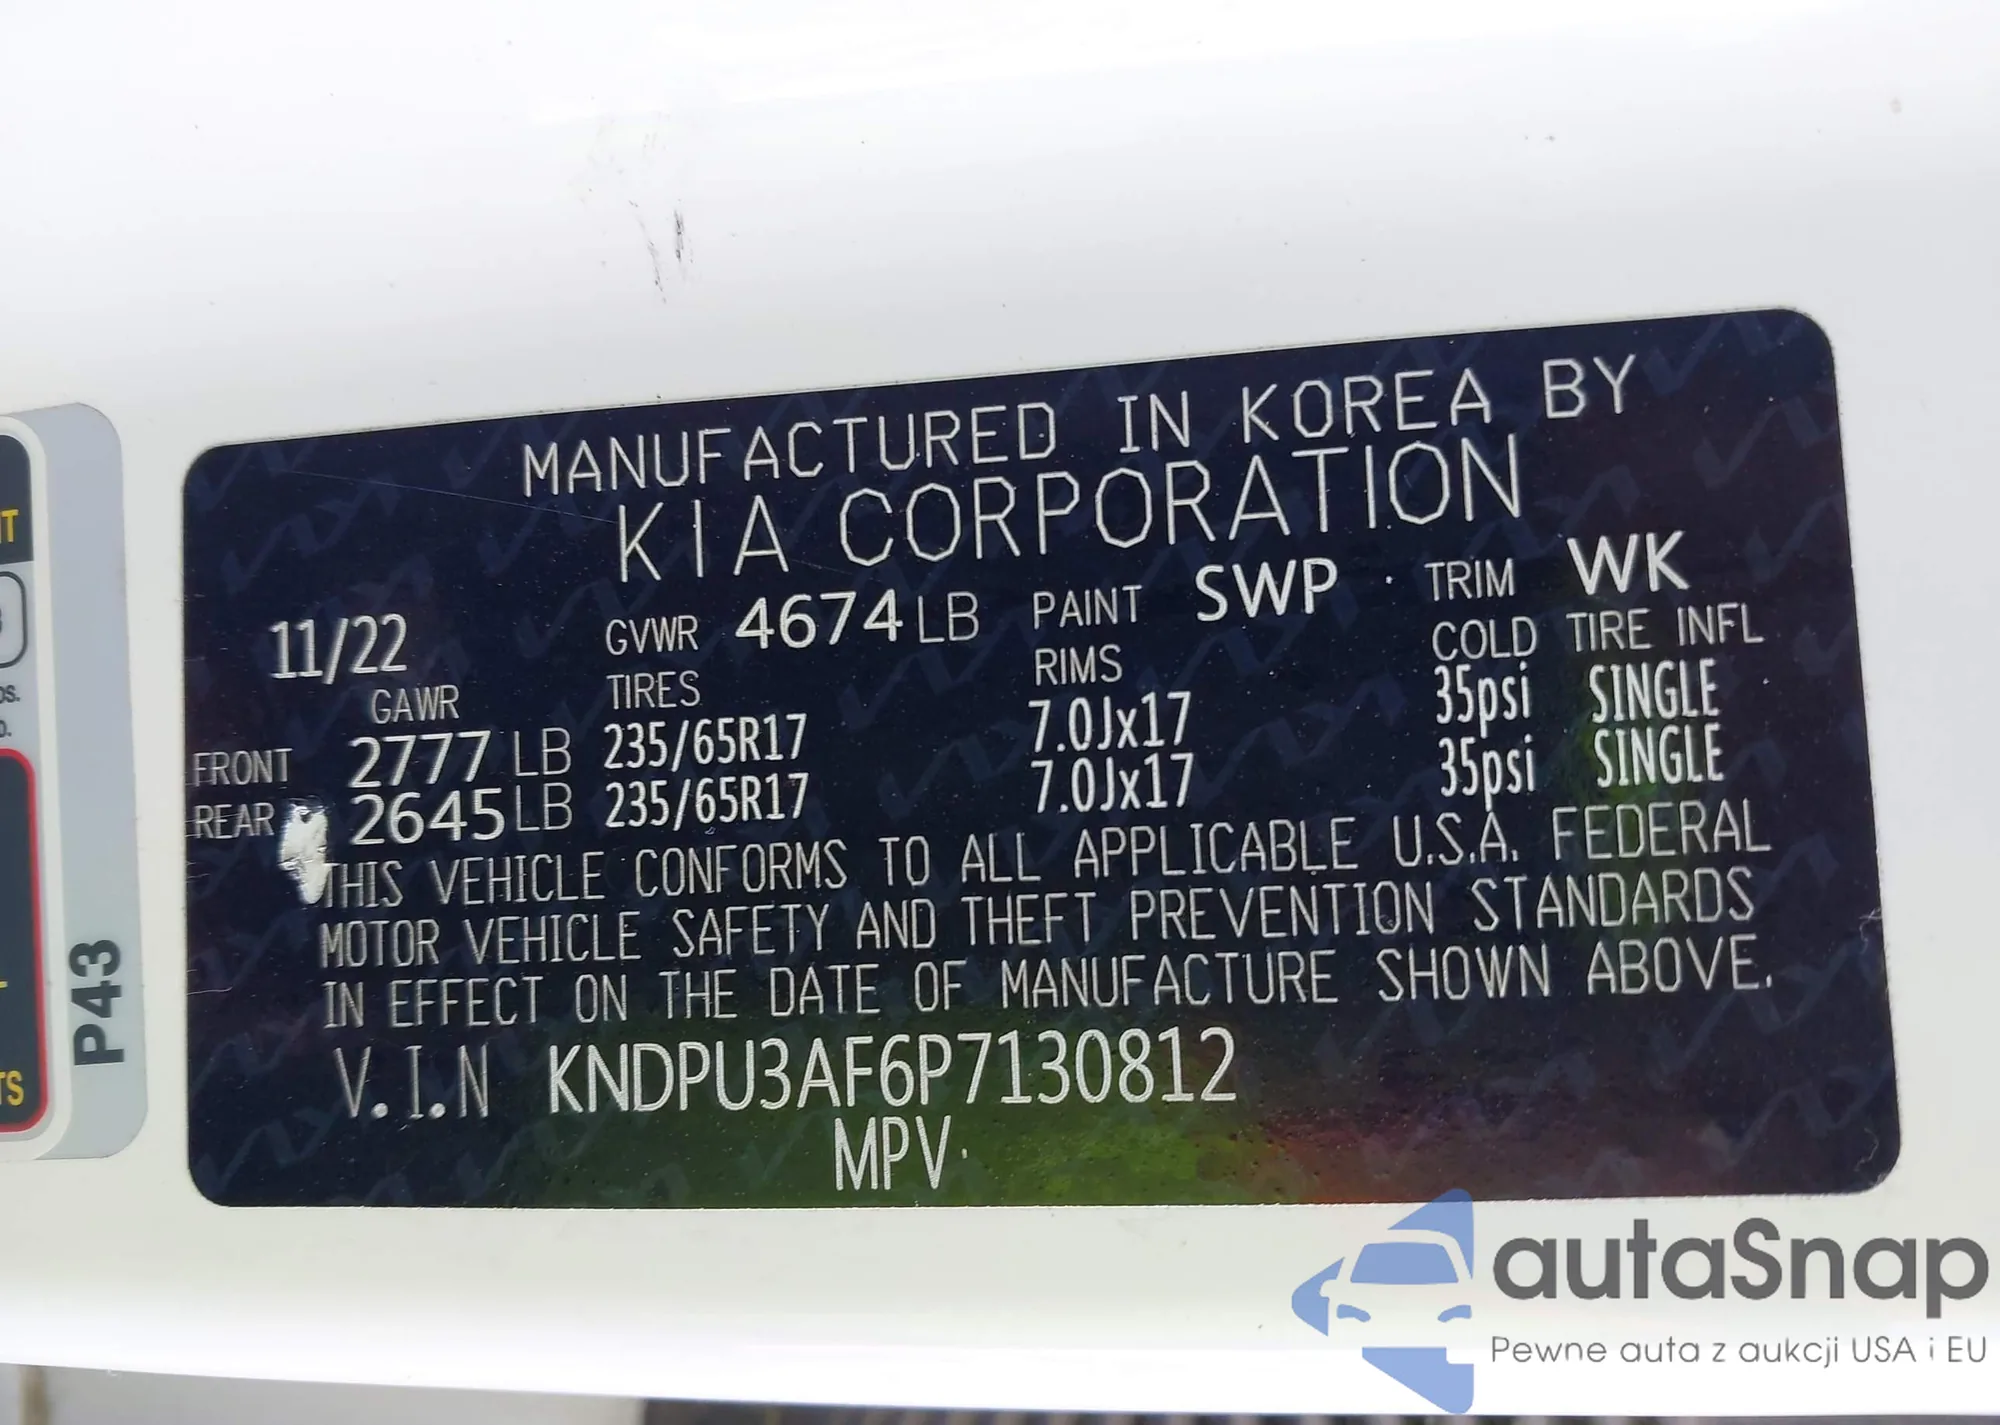 MANUFACTURED IN KOREA BY
KIA CORPORATION
11/22 GVWR 4674 LB PAINT SWP TRIM WK
GAWR TIRES RIMS COLD TIRE INFL
FRONT 2777 LB 235/65R17 7.0Jx17 35psi SINGLE
REAR 2645 LB 235/65R17 7.0Jx17 35psi SINGLE
THIS VEHICLE CONFORMS TO ALL APPLICABLE U.S.A. FEDERAL
MOTOR VEHICLE SAFETY AND THEFT PREVENTION STANDARDS
IN EFFECT ON THE DATE OF MANUFACTURE SHOWN ABOVE.
V.I.N KNDPU3AF6P7130812
MPV
P43
autaSnap
Pewne auta z aukcji USA i EU